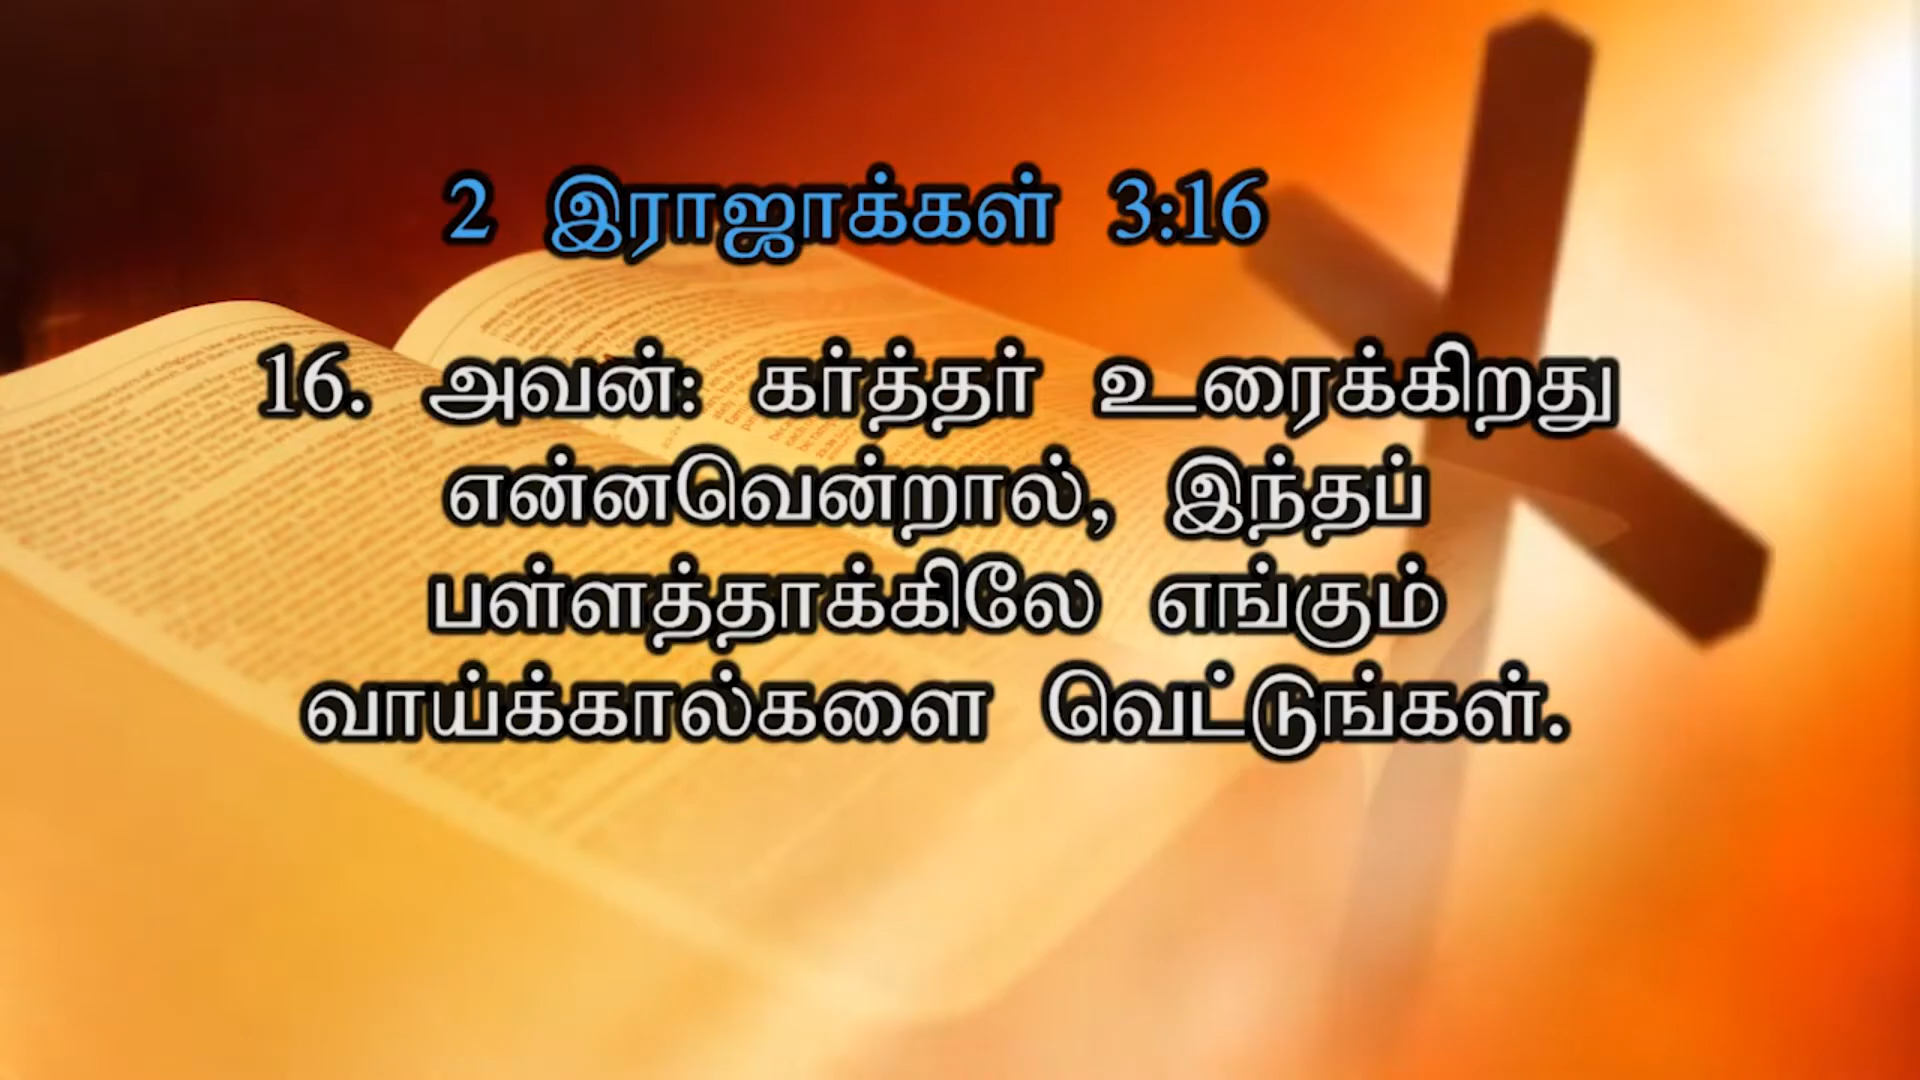 2 இராஜாக்கள் 3:16
16. அவன்: கர்த்தர் உரைக்கிறது
என்னவென்றால், இந்தப்
பள்ளத்தாக்கிலே எங்கும்
வாய்க்கால்களை வெட்டுங்கள்.